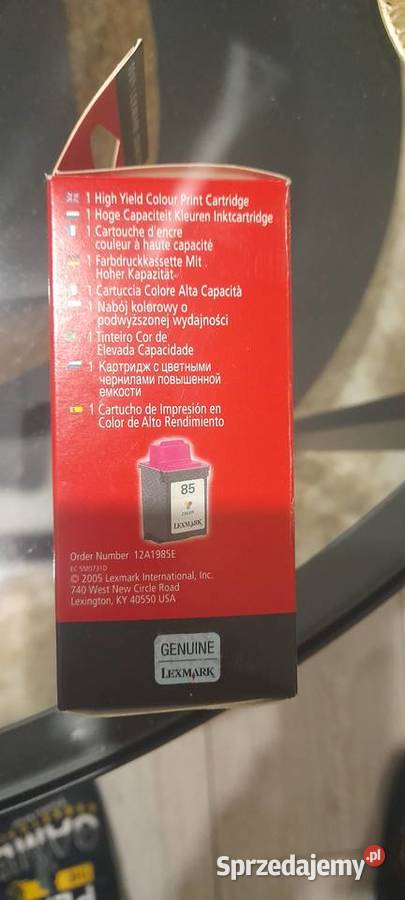 1 High Yield Colour Print Cartridge
1 Hoge Capaciteit Kleuren Inktcartridge
1 Cartouche d'encre
couleur à haute capacité
1 Farbdruckkassette Mit
Hoher Kapazität
1 Cartuccia Colore Alta Capacità
1 Nabój kolorowy o
podwyższonej wydajności
1 Tinteiro Cor de
Elevada Capacidade
1 Картридж с цветными
чернилами повышенной
емкости
1 Cartucho de Impresión en
Color de Alto Rendimiento
85
LEXMARK
Order Number 12A1985E
EC 5M0731D
© 2005 Lexmark International, Inc.
740 West New Circle Road
Lexington, KY 40550 USA
GENUINE
LEXMARK
Sprzedajemy.pl